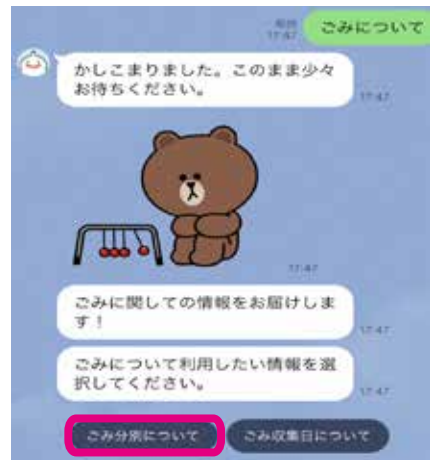 既読
17:47
ごみについて
かしこまりました。このまま少々
お待ちください。
17:47
17:47
ごみに関しての情報をお届けしま
す！
17:47
ごみについて利用したい情報を選
択してください。
17:47
ごみ分別について
ごみ収集日について